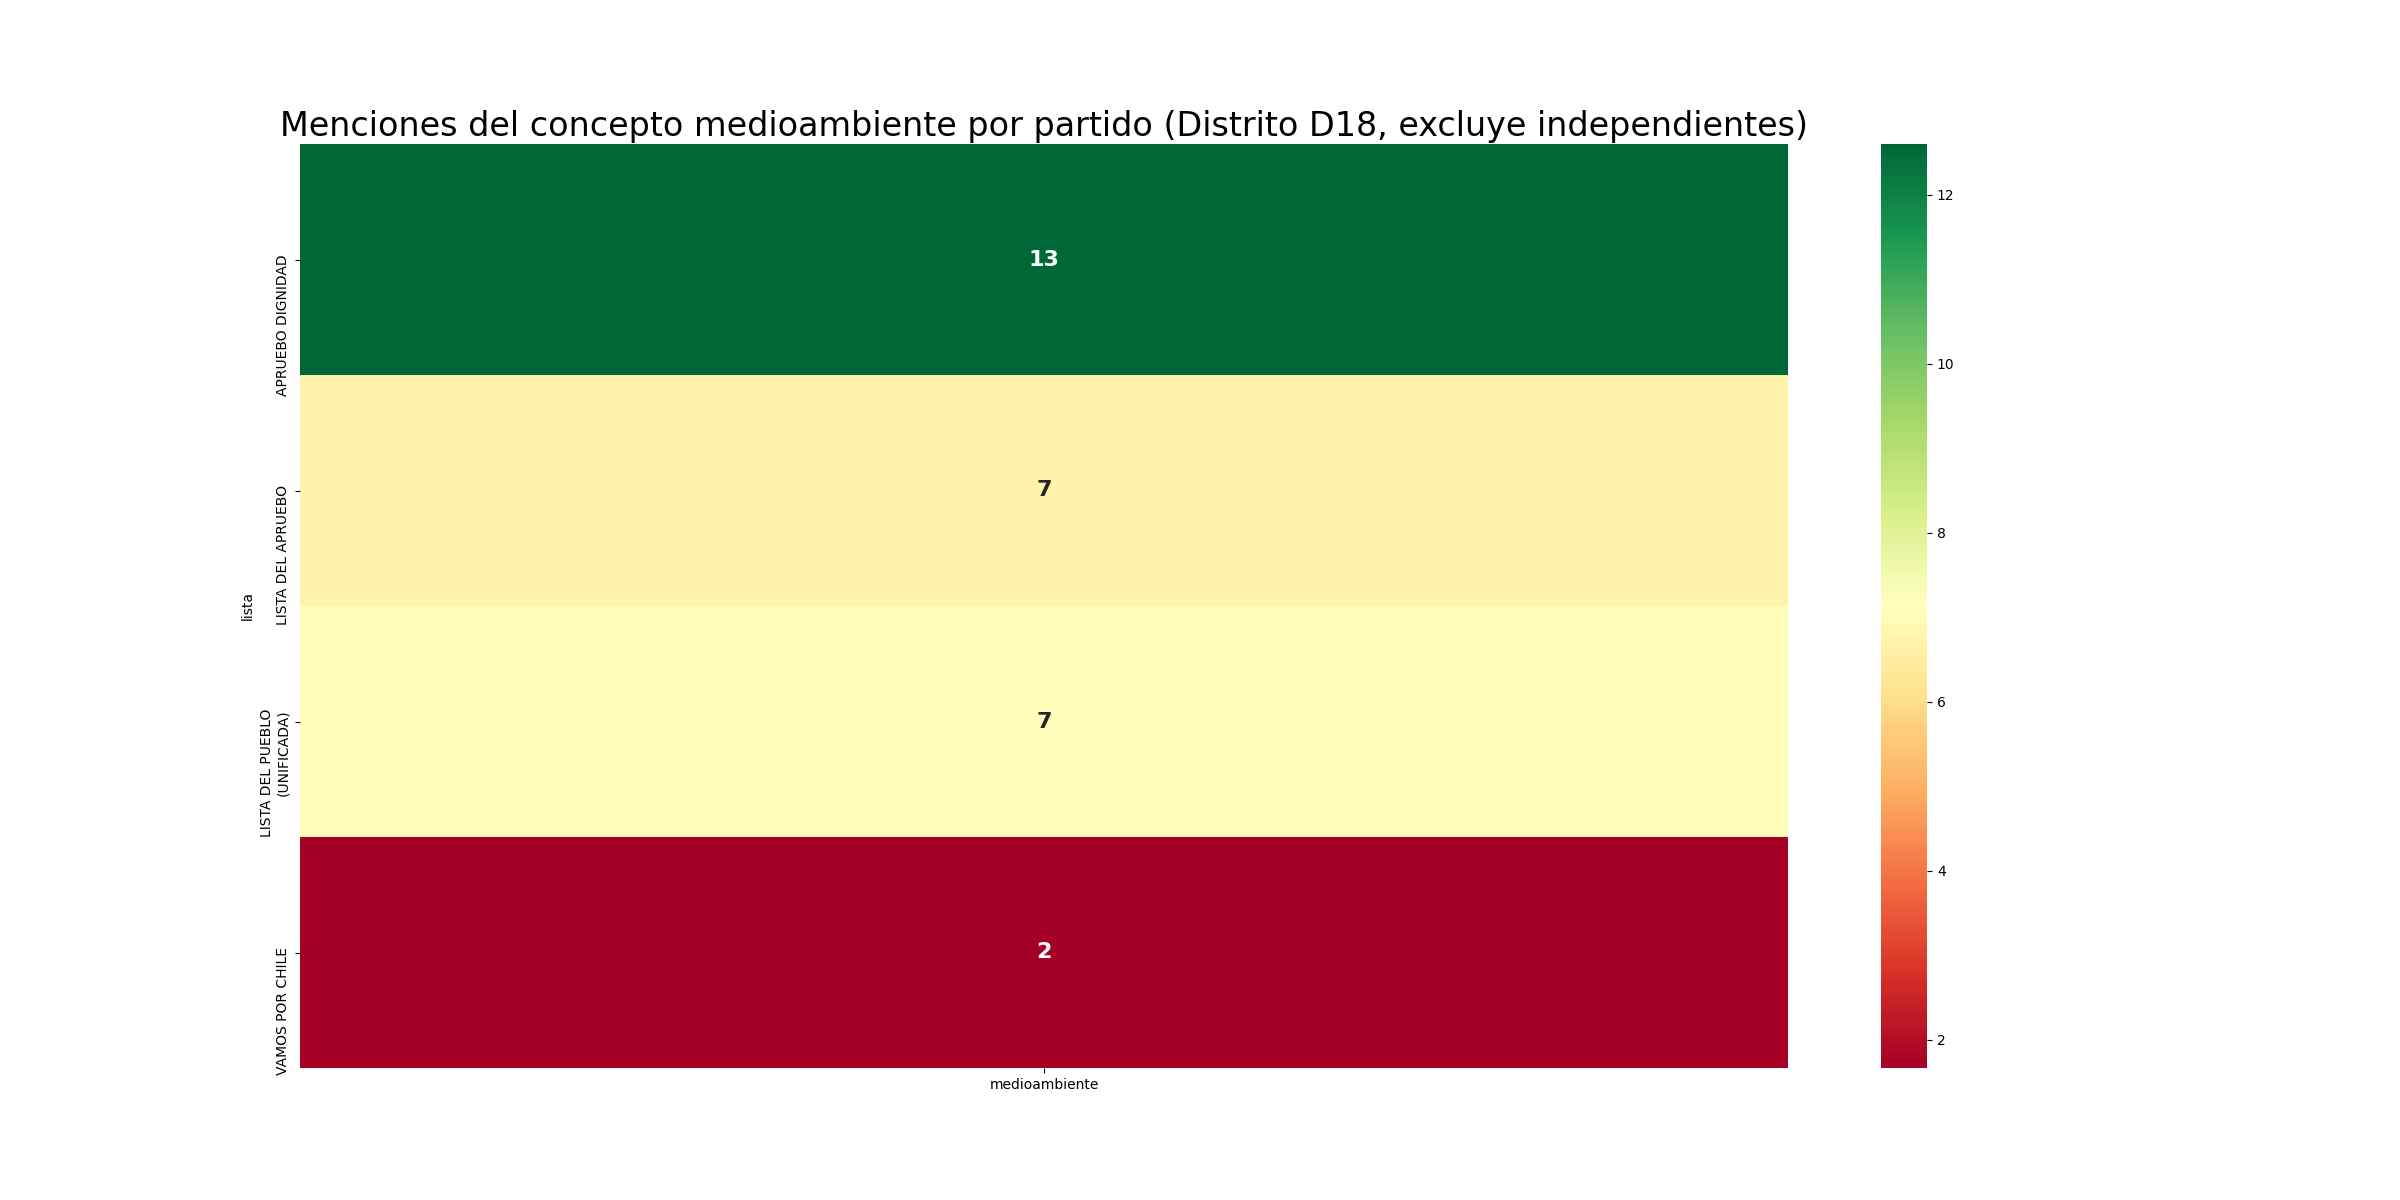 Menciones del concepto medioambiente por partido (Distrito D18, excluye independientes)
lista
APRUEBO DIGNIDAD
13
LISTA DEL APRUEBO
7
LISTA DEL PUEBLO
(UNIFICADA)
7
VAMOS POR CHILE
2
medioambiente
12
10
8
6
4
2